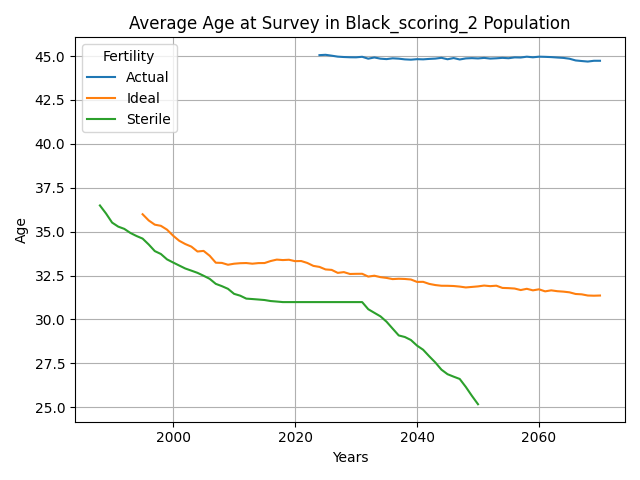 Average Age at Survey in Black_scoring_2 Population
Fertility
Actual
Ideal
Sterile
Age
45.0
42.5
40.0
37.5
35.0
32.5
30.0
27.5
25.0
2000 2020 2040 2060
Years